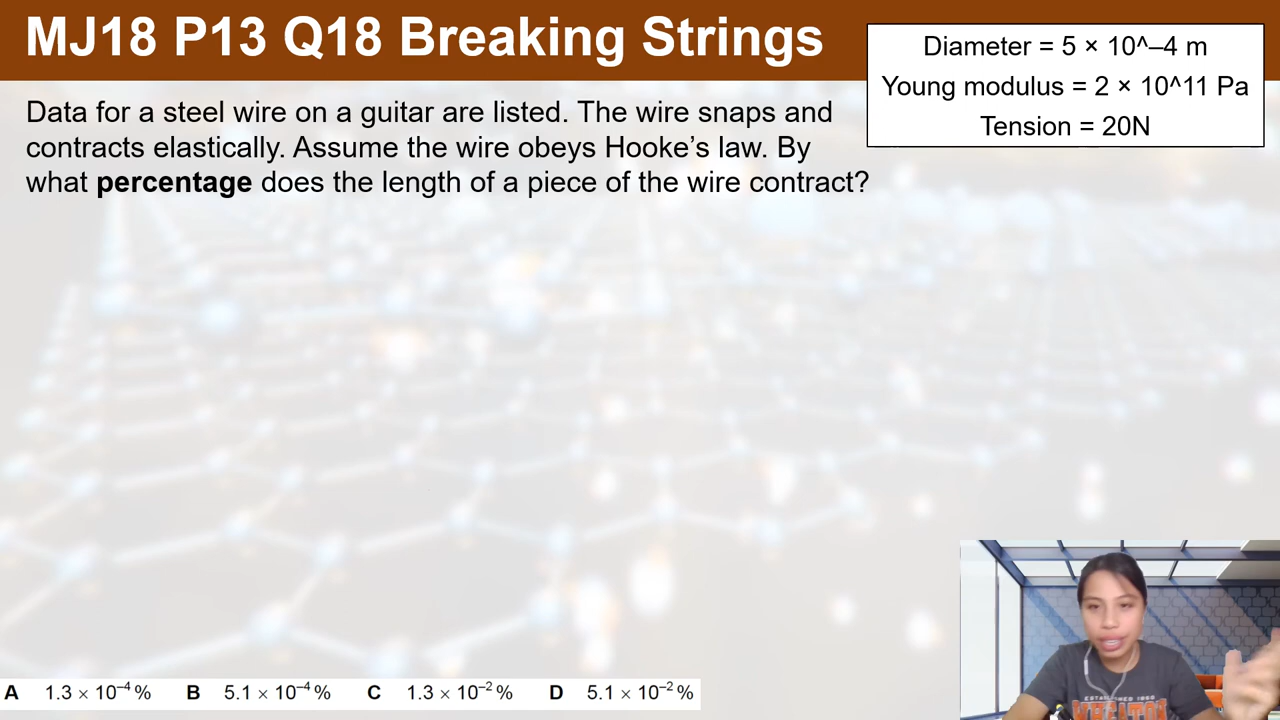 MJ18 P13 Q18 Breaking Strings
Diameter = 5 × 10^–4 m
Young modulus = 2 × 10^11 Pa
Tension = 20N
Data for a steel wire on a guitar are listed. The wire snaps and
contracts elastically. Assume the wire obeys Hooke’s law. By
what percentage does the length of a piece of the wire contract?
A 1.3 × 10⁻⁴ % B 5.1 × 10⁻⁴ % C 1.3 × 10⁻² % D 5.1 × 10⁻² %
ESTABLISHED 1860
WHEATON